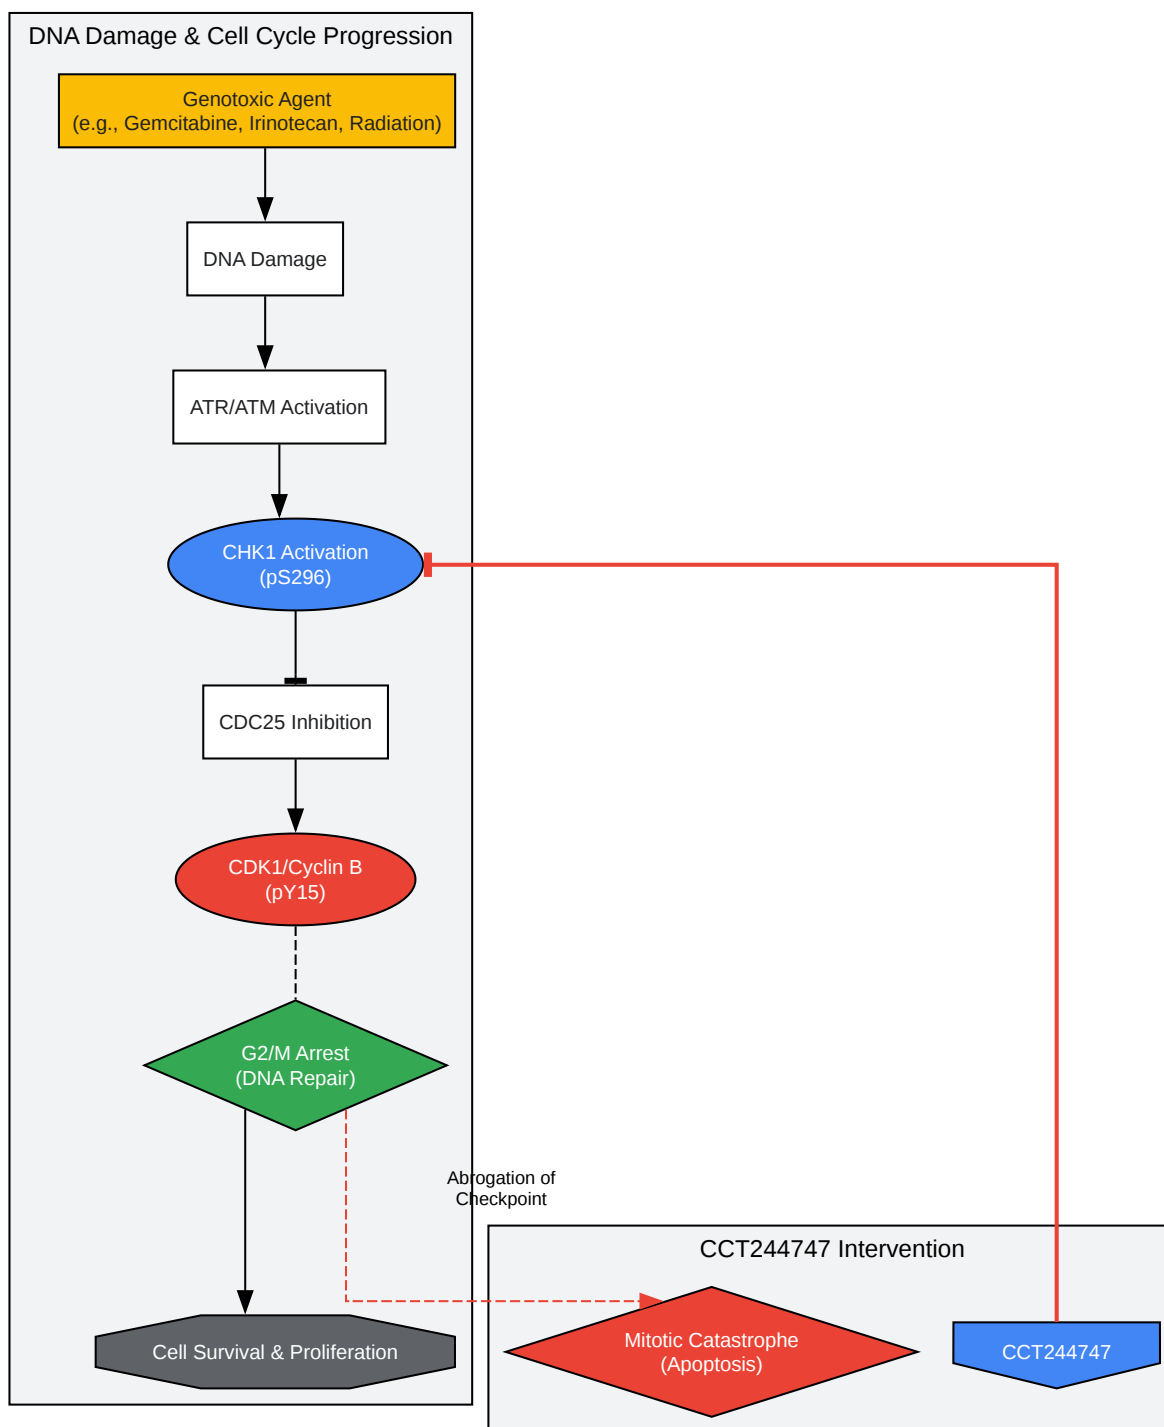 DNA Damage & Cell Cycle Progression
Genotoxic Agent
(e.g., Gemcitabine, Irinotecan, Radiation)
DNA Damage
ATR/ATM Activation
CHK1 Activation
(pS296)
CDC25 Inhibition
CDK1/Cyclin B
(pY15)
G2/M Arrest
(DNA Repair)
Abrogation of
Checkpoint
CCT244747 Intervention
Cell Survival & Proliferation
Mitotic Catastrophe
(Apoptosis)
CCT244747